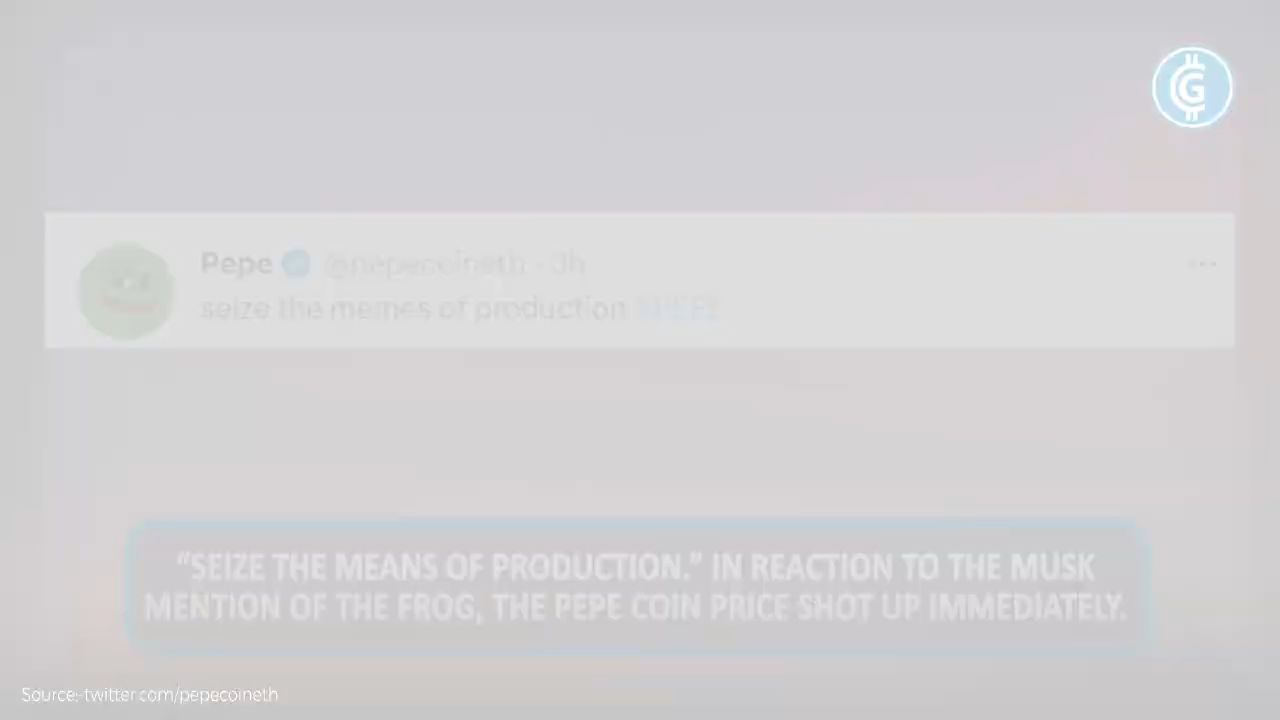 Pepe @pepecoineth · 3h
seize the memes of production $PEPE
“SEIZE THE MEANS OF PRODUCTION.” IN REACTION TO THE MUSK
MENTION OF THE FROG, THE PEPE COIN PRICE SHOT UP IMMEDIATELY.
Source:-twitter.com/pepecoineth